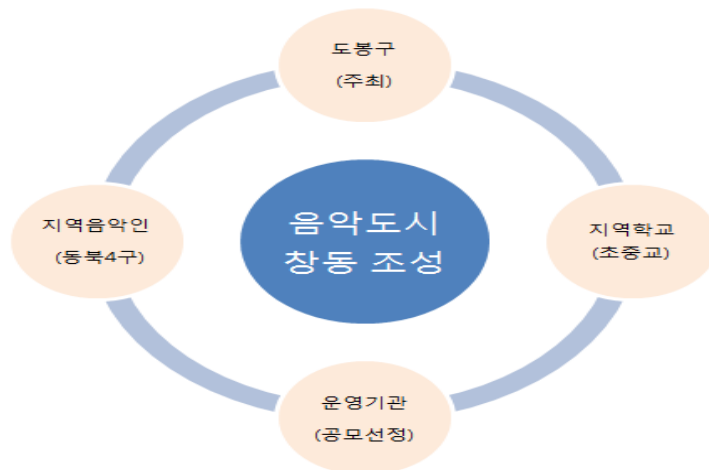 도봉구
(주최)
지역음악인
(동북4구)
음악도시
창동 조성
지역학교
(초중교)
운영기관
(공모선정)